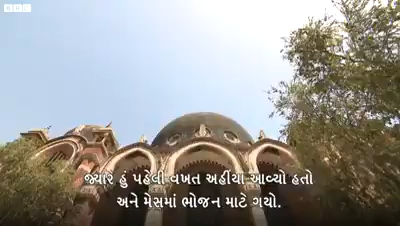 BBC
જ્યારે હું પહેલી વખત અહીંયા આવ્યો હતો
અને મેસમાં ભોજન માટે ગયો.